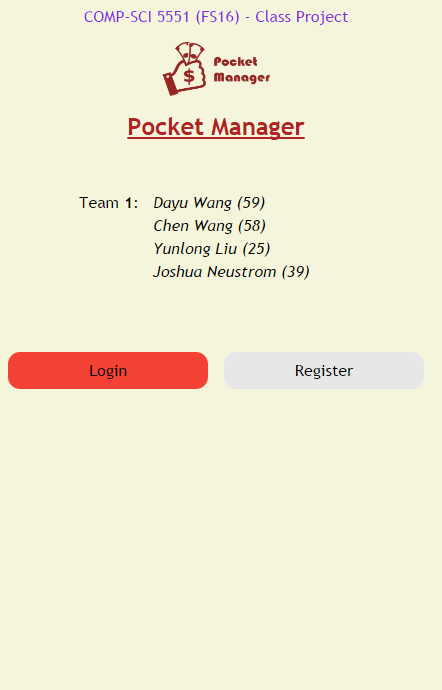 COMP-SCI 5551 (FS16) - Class Project
$
Pocket
Manager
Pocket Manager
Team 1: Dayu Wang (59)
Chen Wang (58)
Yunlong Liu (25)
Joshua Neustrom (39)
Login Register